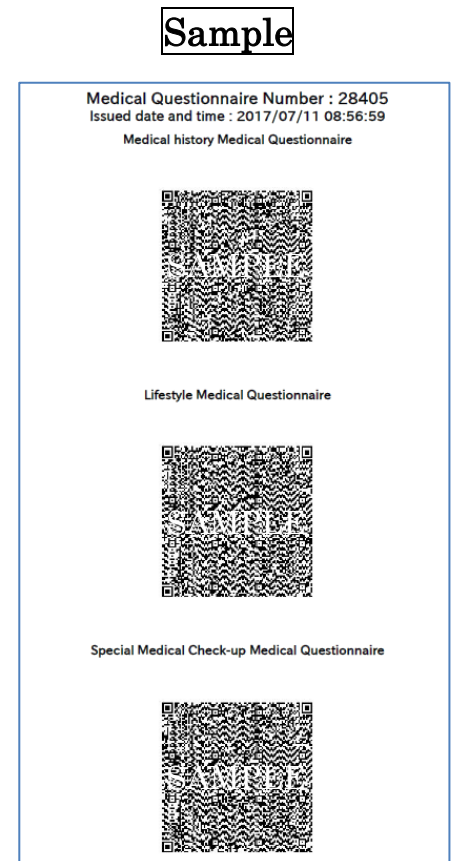 Sample
Medical Questionnaire Number : 28405
Issued date and time : 2017/07/11 08:56:59
Medical history Medical Questionnaire
SAMPLE
Lifestyle Medical Questionnaire
SAMPLE
Special Medical Check-up Medical Questionnaire
SAMPLE